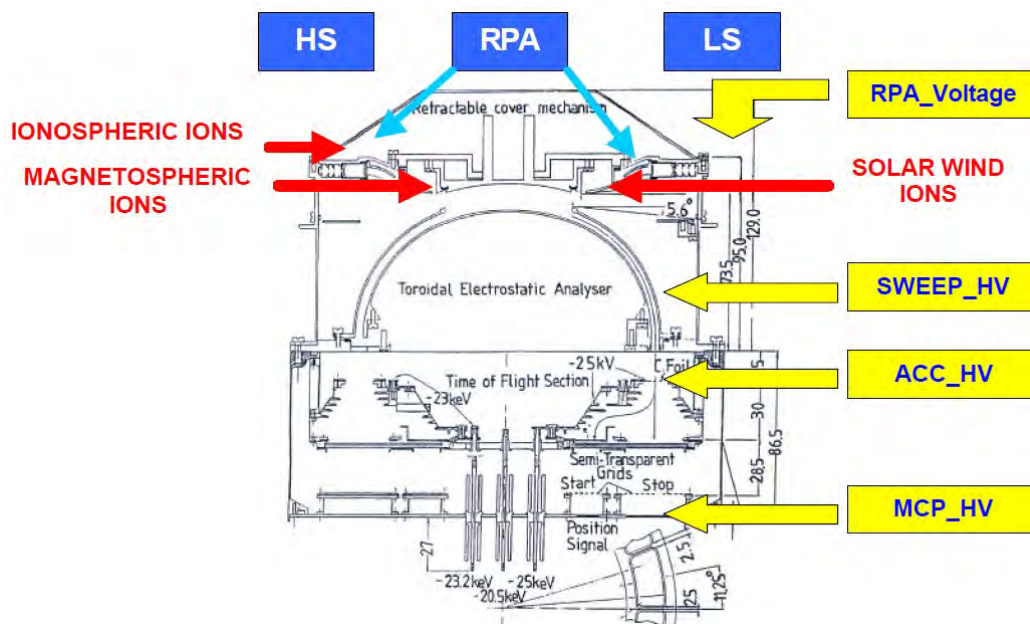 HS
RPA
LS
RPA_Voltage
Retractable cover mechanism
IONOSPHERIC IONS
MAGNETOSPHERIC
IONS
SOLAR WIND
IONS
5.6°
73.5
95.0
129.0
Toroidal Electrostatic Analyser
SWEEP_HV
-25kV
C.Foil
5
Time of Flight Section
-23keV
ACC_HV
30
86.5
28.5
Semi-Transparent
Grids
Start
Stop
MCP_HV
Position
Signal
27
2.5
-23.2keV
-25keV
-20.5keV
25
11,25°